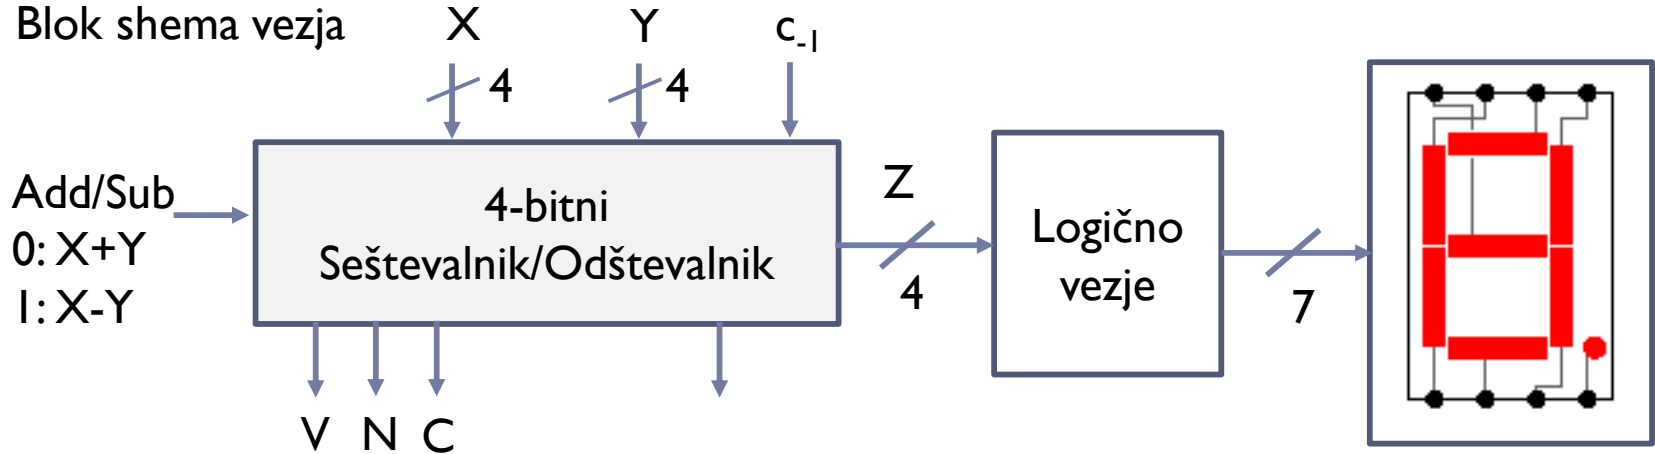 Blok shema vezja
X
Y
c-1
4
4
Add/Sub
0: X+Y
1: X-Y
4-bitni
Seštevalnik/Odštevalnik
Z
4
Logično
vezje
7
V
N
C